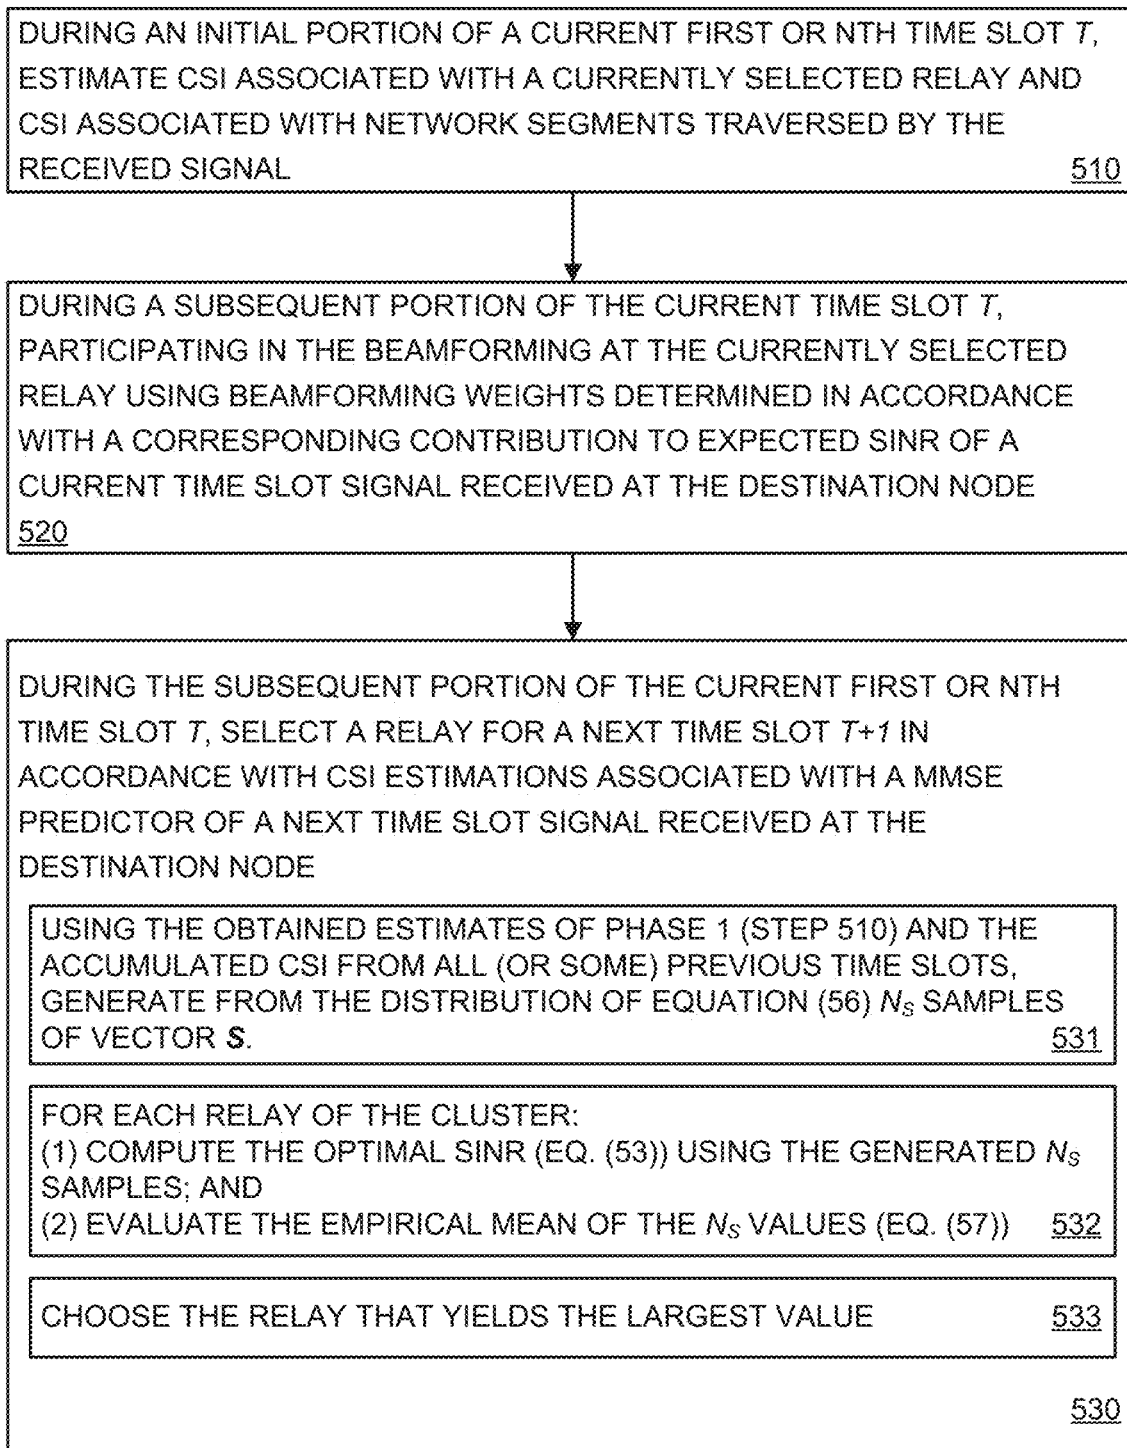 DURING AN INITIAL PORTION OF A CURRENT FIRST OR NTH TIME SLOT T,
ESTIMATE CSI ASSOCIATED WITH A CURRENTLY SELECTED RELAY AND
CSI ASSOCIATED WITH NETWORK SEGMENTS TRAVERSED BY THE
RECEIVED SIGNAL 510
DURING A SUBSEQUENT PORTION OF THE CURRENT TIME SLOT T,
PARTICIPATING IN THE BEAMFORMING AT THE CURRENTLY SELECTED
RELAY USING BEAMFORMING WEIGHTS DETERMINED IN ACCORDANCE
WITH A CORRESPONDING CONTRIBUTION TO EXPECTED SINR OF A
CURRENT TIME SLOT SIGNAL RECEIVED AT THE DESTINATION NODE
520
DURING THE SUBSEQUENT PORTION OF THE CURRENT FIRST OR NTH
TIME SLOT T, SELECT A RELAY FOR A NEXT TIME SLOT T+1 IN
ACCORDANCE WITH CSI ESTIMATIONS ASSOCIATED WITH A MMSE
PREDICTOR OF A NEXT TIME SLOT SIGNAL RECEIVED AT THE
DESTINATION NODE
USING THE OBTAINED ESTIMATES OF PHASE 1 (STEP 510) AND THE
ACCUMULATED CSI FROM ALL (OR SOME) PREVIOUS TIME SLOTS,
GENERATE FROM THE DISTRIBUTION OF EQUATION (56) NS SAMPLES
OF VECTOR S. 531
FOR EACH RELAY OF THE CLUSTER:
(1) COMPUTE THE OPTIMAL SINR (EQ. (53)) USING THE GENERATED NS
SAMPLES; AND
(2) EVALUATE THE EMPIRICAL MEAN OF THE NS VALUES (EQ. (57)) 532
CHOOSE THE RELAY THAT YIELDS THE LARGEST VALUE 533
530